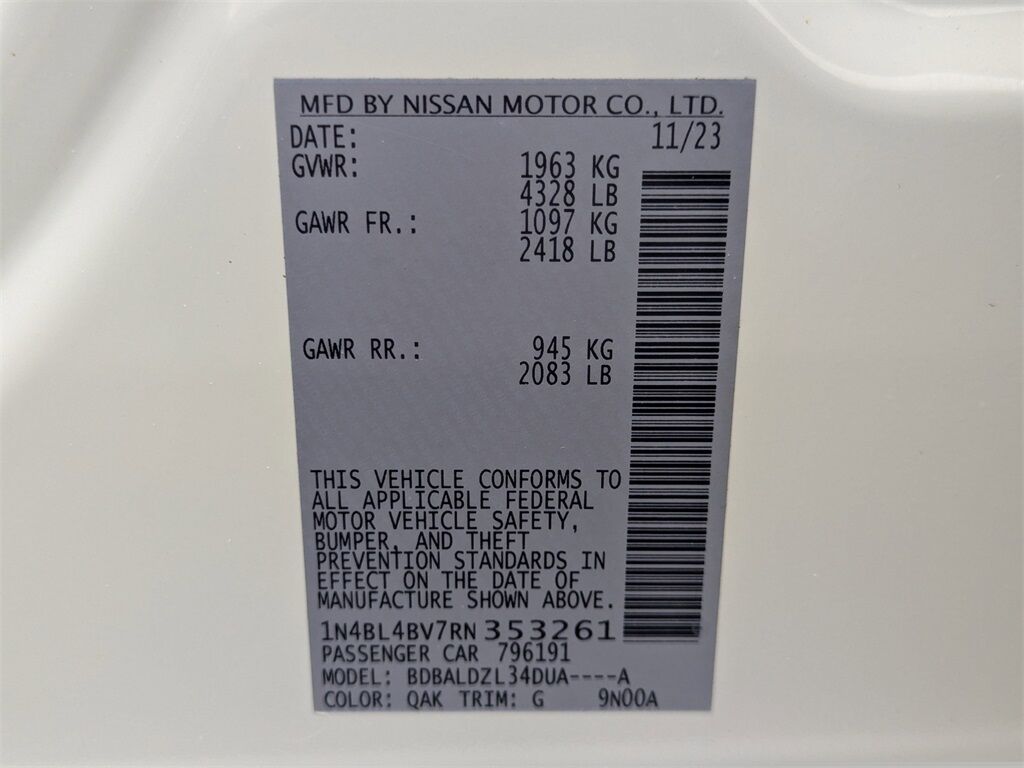 MFD BY NISSAN MOTOR CO., LTD.
DATE: 11/23
GVWR: 1963 KG
4328 LB
GAWR FR.: 1097 KG
2418 LB
GAWR RR.: 945 KG
2083 LB
THIS VEHICLE CONFORMS TO
ALL APPLICABLE FEDERAL
MOTOR VEHICLE SAFETY,
BUMPER, AND THEFT
PREVENTION STANDARDS IN
EFFECT ON THE DATE OF
MANUFACTURE SHOWN ABOVE.
1N4BL4BV7RN353261
PASSENGER CAR 796191
MODEL: BDBALDZL34DUA----A
COLOR: QAK TRIM: G 9N00A